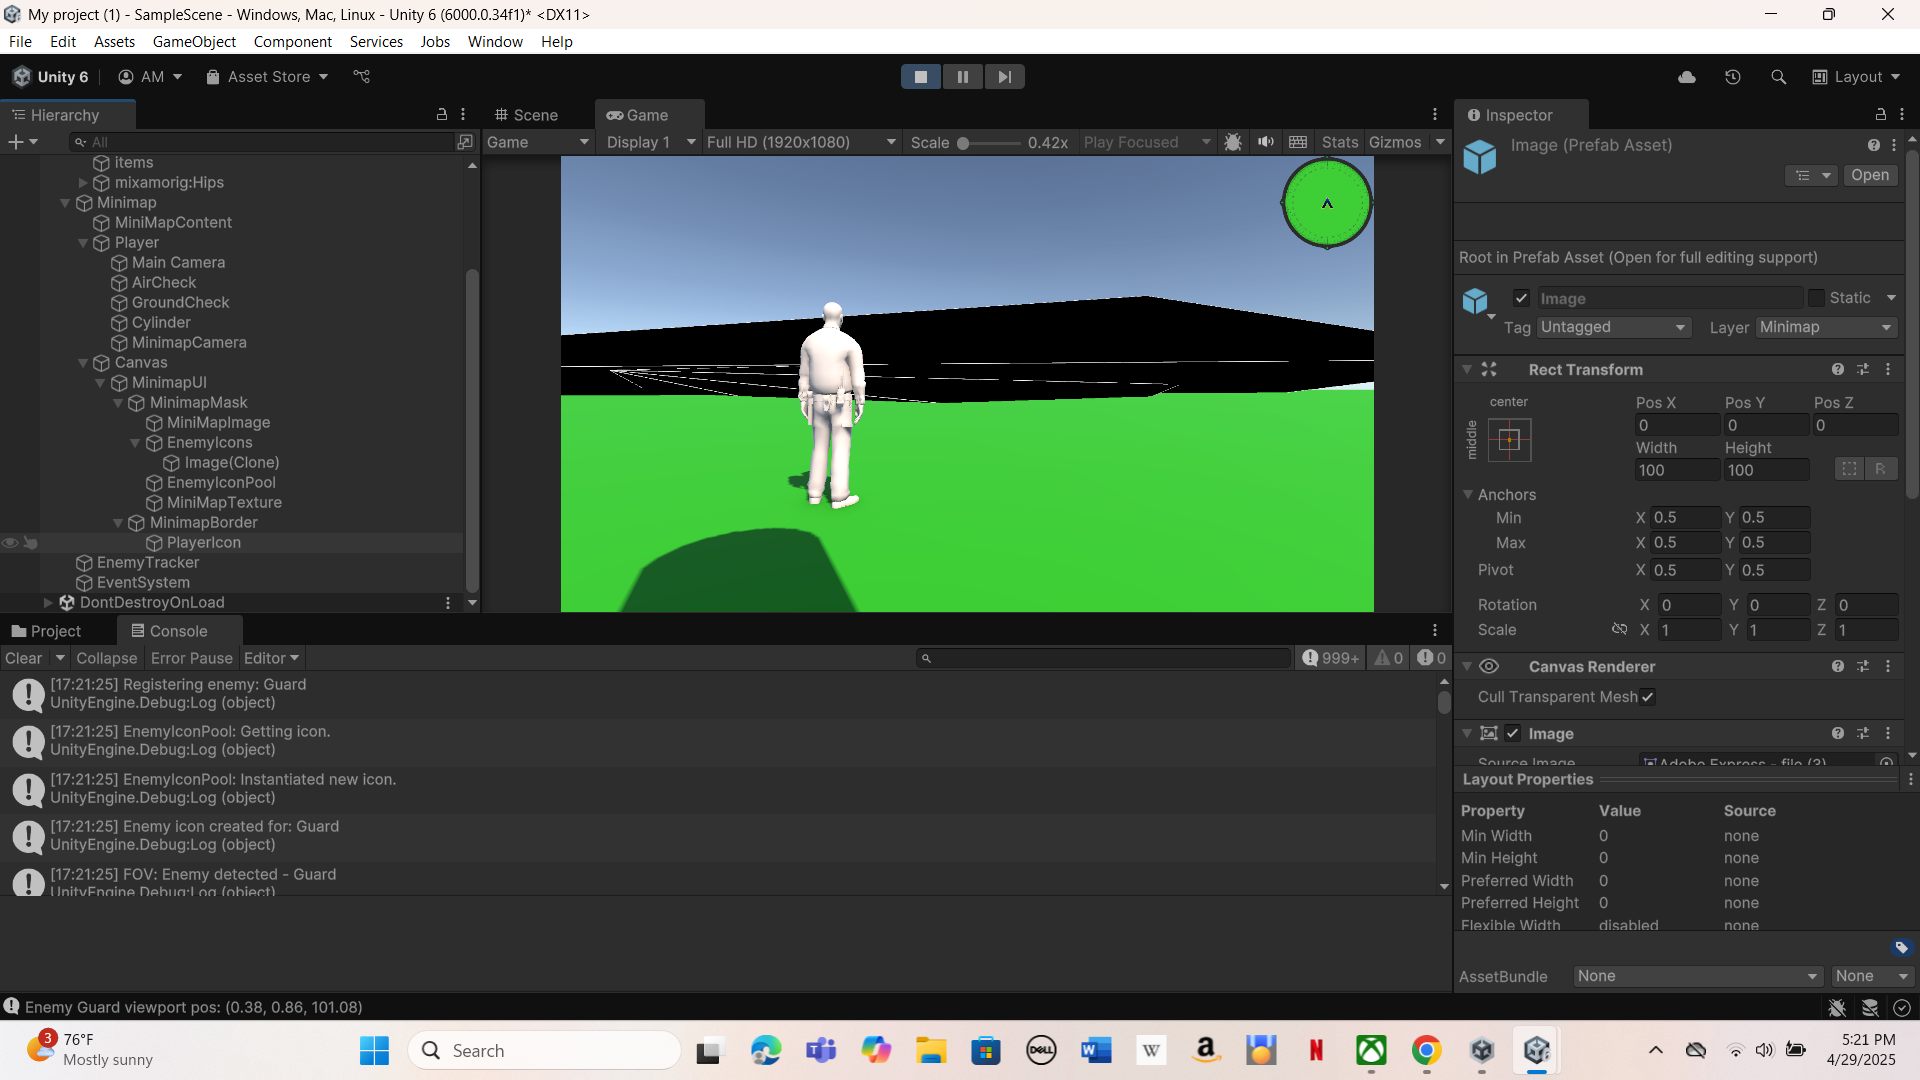 My project (1) - SampleScene - Windows, Mac, Linux - Unity 6 (6000.0.34f1)* <DX11>
File Edit Assets GameObject Component Services Jobs Window Help
Unity 6 AM Asset Store Layout
Hierarchy
All
items
mixamorig:Hips
Minimap
MiniMapContent
Player
Main Camera
AirCheck
GroundCheck
Cylinder
MinimapCamera
Canvas
MinimapUI
MinimapMask
MiniMapImage
EnemyIcons
Image(Clone)
EnemyIconPool
MiniMapTexture
MinimapBorder
PlayerIcon
EnemyTracker
EventSystem
DontDestroyOnLoad
Scene Game
Game Display 1 Full HD (1920x1080) Scale 0.42x Play Focused Stats Gizmos
Inspector
Image (Prefab Asset)
Open
Root in Prefab Asset (Open for full editing support)
Image Static
Tag Untagged Layer Minimap
Rect Transform
center
middle
Pos X Pos Y Pos Z
0 0 0
Width Height
100 100 R
Anchors
Min X 0.5 Y 0.5
Max X 0.5 Y 0.5
Pivot X 0.5 Y 0.5
Rotation X 0 Y 0 Z 0
Scale X 1 Y 1 Z 1
Canvas Renderer
Cull Transparent Mesh
Image
Source Image Adobe Express - file (3)
Layout Properties
Property Value Source
Min Width 0 none
Min Height 0 none
Preferred Width 0 none
Preferred Height 0 none
Flexible Width disabled none
AssetBundle None None
Project Console
Clear Collapse Error Pause Editor 999+ 0 0
[17:21:25] Registering enemy: Guard
UnityEngine.Debug:Log (object)
[17:21:25] EnemyIconPool: Getting icon.
UnityEngine.Debug:Log (object)
[17:21:25] EnemyIconPool: Instantiated new icon.
UnityEngine.Debug:Log (object)
[17:21:25] Enemy icon created for: Guard
UnityEngine.Debug:Log (object)
[17:21:25] FOV: Enemy detected - Guard
UnityEngine.Debug:Log (object)
Enemy Guard viewport pos: (0.38, 0.86, 101.08)
3
76°F
Mostly sunny
Search
DELL
W
W
a
N
5:21 PM
4/29/2025